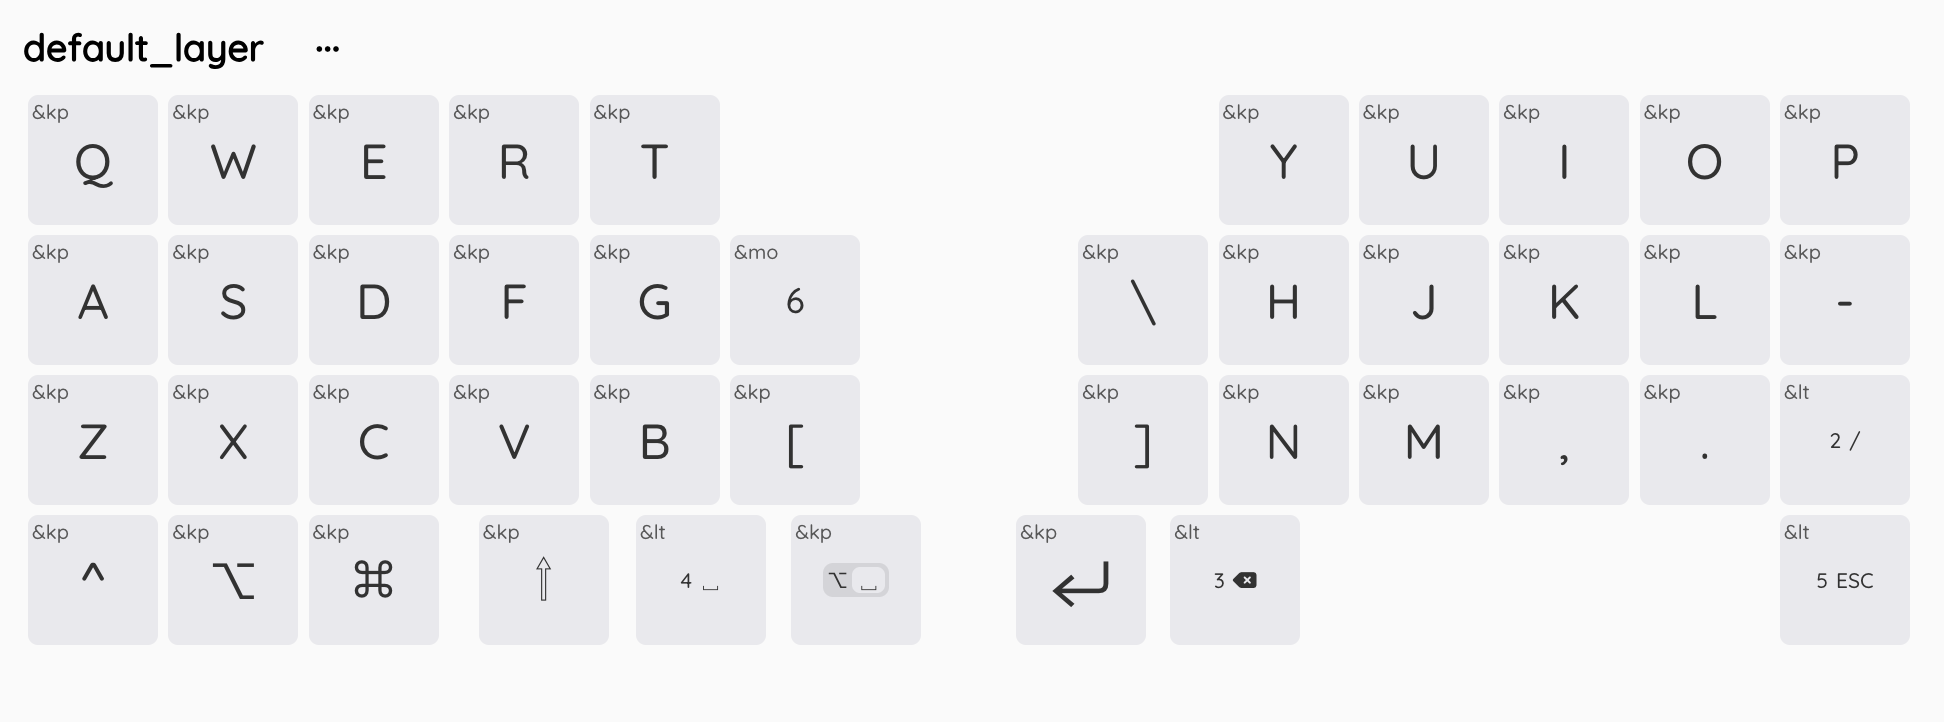 default_layer ...
&kp &kp &kp &kp &kp &kp &kp &kp &kp &kp
Q W E R T Y U I O P
&kp &kp &kp &kp &kp &mo &kp &kp &kp &kp &kp &kp
A S D F G 6 \ H J K L -
&kp &kp &kp &kp &kp &kp &kp &kp &kp &kp &kp &lt
Z X C V B [ ] N M , . 2 /
&kp &kp &kp &kp &lt &kp &kp &lt &lt
^ ⌥ ⌘ ⇧ 4 ⎵ ⌥ ⎵ ↵ 3 ⌫ 5 ESC